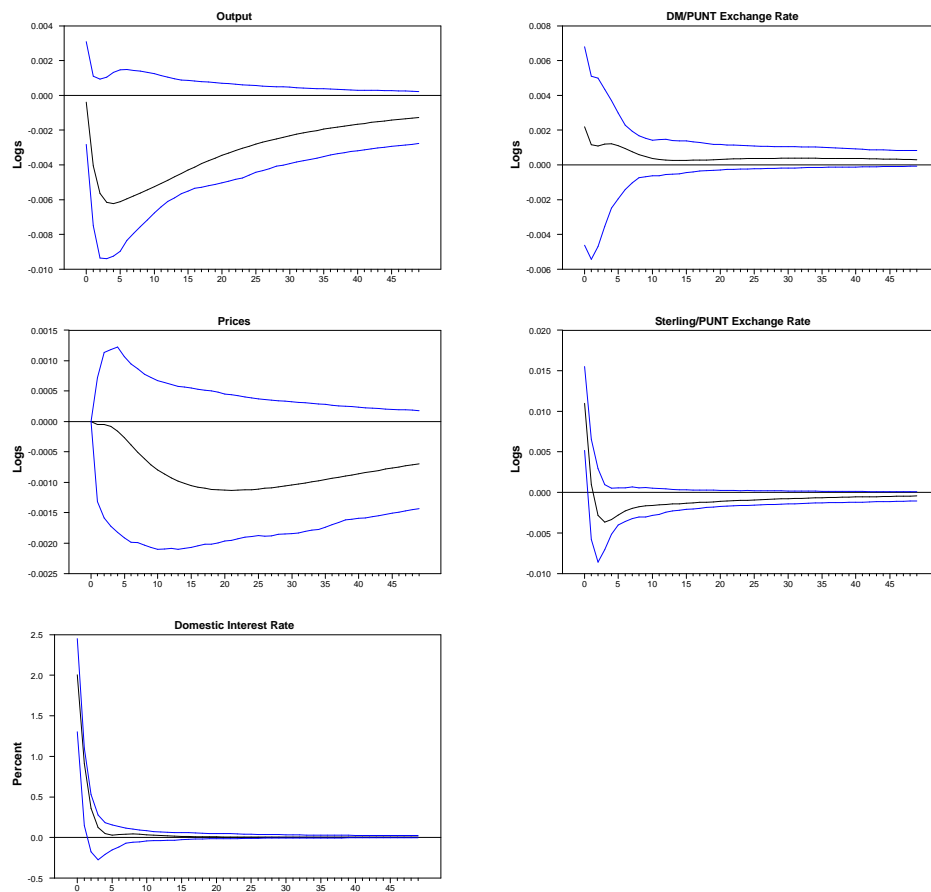 Output
0.004
0.002
0.000
-0.002
-0.004
-0.006
-0.008
-0.010
Logs
0 5 10 15 20 25 30 35 40 45
DM/PUNT Exchange Rate
0.008
0.006
0.004
0.002
0.000
-0.002
-0.004
-0.006
Logs
0 5 10 15 20 25 30 35 40 45
Prices
0.0015
0.0010
0.0005
0.0000
-0.0005
-0.0010
-0.0015
-0.0020
-0.0025
Logs
0 5 10 15 20 25 30 35 40 45
Sterling/PUNT Exchange Rate
0.020
0.015
0.010
0.005
0.000
-0.005
-0.010
Logs
0 5 10 15 20 25 30 35 40 45
Domestic Interest Rate
2.5
2.0
1.5
1.0
0.5
0.0
-0.5
Percent
0 5 10 15 20 25 30 35 40 45